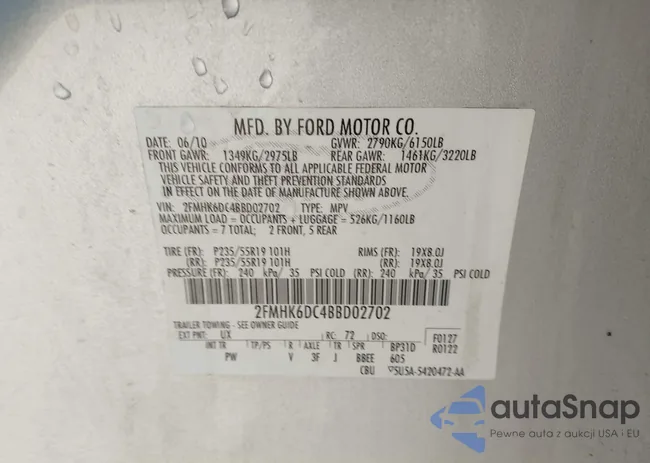 MFD. BY FORD MOTOR CO.
DATE: 06/10 GVWR: 2790KG/6150LB
FRONT GAWR: 1349KG/2975LB REAR GAWR: 1461KG/3220LB
THIS VEHICLE CONFORMS TO ALL APPLICABLE FEDERAL MOTOR
VEHICLE SAFETY AND THEFT PREVENTION STANDARDS
IN EFFECT ON THE DATE OF MANUFACTURE SHOWN ABOVE.
VIN: 2FMHK6DC4BBD02702 TYPE: MPV
MAXIMUM LOAD = OCCUPANTS + LUGGAGE = 526KG/1160LB
OCCUPANTS = 7 TOTAL; 2 FRONT, 5 REAR
TIRE (FR): P235/55R19 101H RIMS (FR): 19X8.0J
(RR): P235/55R19 101H (RR): 19X8.0J
PRESSURE (FR): 240 kPa/ 35 PSI COLD (RR): 240 kPa/ 35 PSI COLD
2FMHK6DC4BBD02702
TRAILER TOWING - SEE OWNER GUIDE
EXT PNT: UX RC: 72 DSO: F0127
INT TR TP/PS R AXLE TR SPR BP31D R0122
PW V 3F J BBEE 605
CBU 5U5A-5420472-AA
autaSnap
Pewne auta z aukcji USA i EU